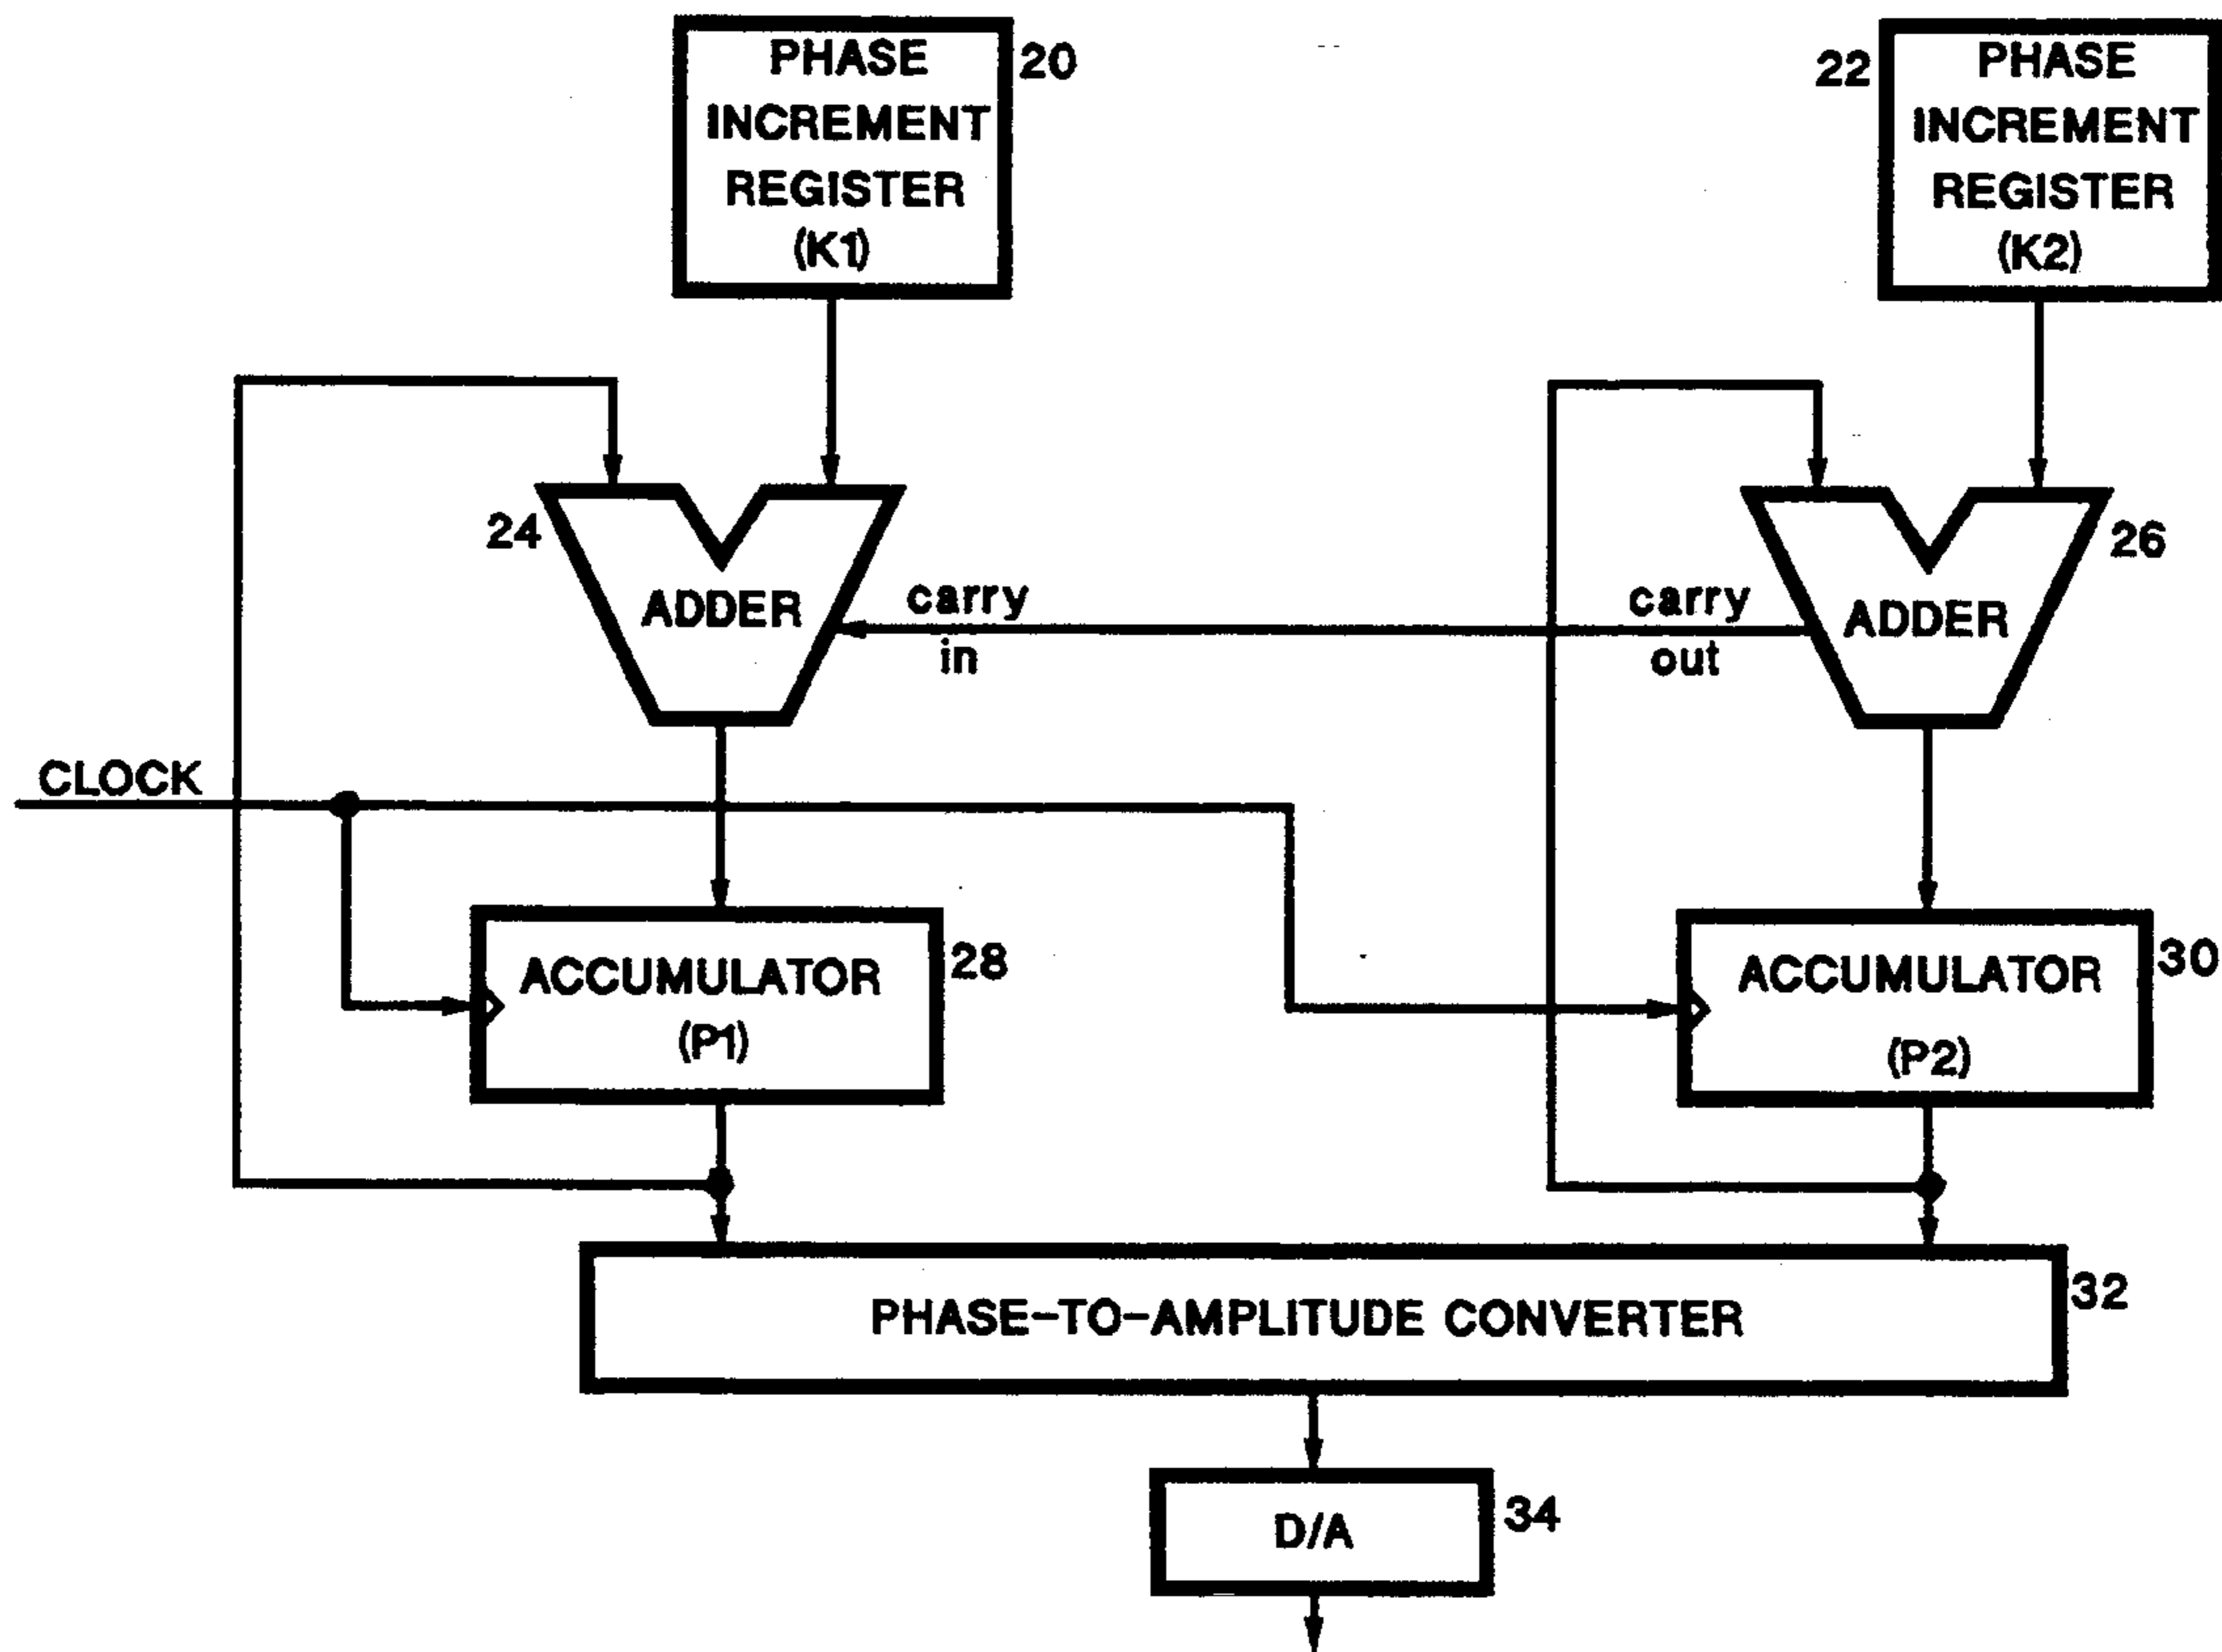 PHASE
INCREMENT
REGISTER
(K1)
20
22
PHASE
INCREMENT
REGISTER
(K2)
24
ADDER
carry
in
carry
out
ADDER
26
CLOCK
ACCUMULATOR
(P1)
28
ACCUMULATOR
(P2)
30
PHASE-TO-AMPLITUDE CONVERTER
32
D/A
34